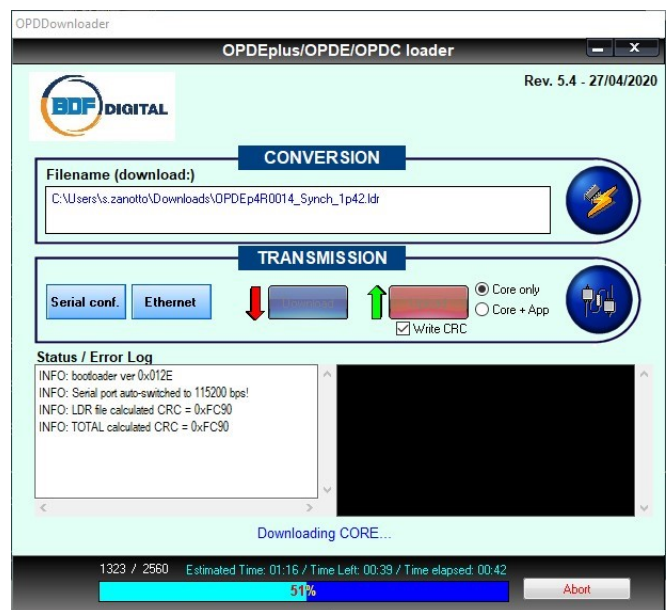 OPDDownloader
OPDEplus/OPDE/OPDC loader
Rev. 5.4 - 27/04/2020
BDF DIGITAL
CONVERSION
Filename (download:)
C:\Users\s.zanotto\Downloads\OPDEp4R0014_Synch_1p42.ldr
TRANSMISSION
Serial conf.
Ethernet
Download
Core only
Core + App
Write CRC
Status / Error Log
INFO: bootloader ver 0x012E
INFO: Serial port auto-switched to 115200 bps!
INFO: LDR file calculated CRC = 0xFC90
INFO: TOTAL calculated CRC = 0xFC90
Downloading CORE...
1323 / 2560 Estimated Time: 01:16 / Time Left: 00:39 / Time elapsed: 00:42
51%
Abort